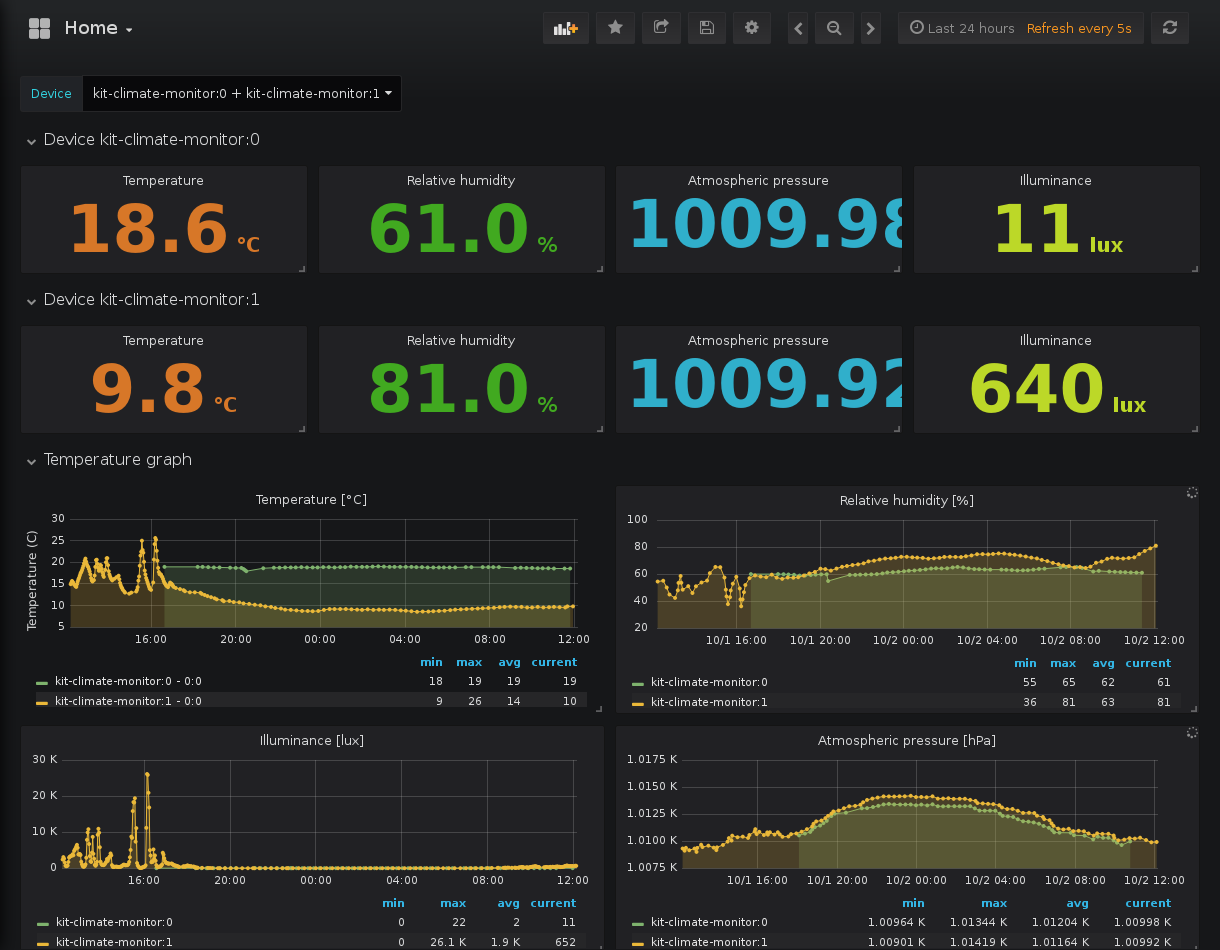 Home
Last 24 hours Refresh every 5s
Device kit-climate-monitor:0 + kit-climate-monitor:1
Device kit-climate-monitor:0
Temperature Relative humidity Atmospheric pressure Illuminance
18.6 °C 61.0 % 1009.98 11 lux
Device kit-climate-monitor:1
Temperature Relative humidity Atmospheric pressure Illuminance
9.8 °C 81.0 % 1009.92 640 lux
Temperature graph
Temperature [°C]
Temperature (C)
30
25
20
15
10
5
16:00 20:00 00:00 04:00 08:00 12:00
min max avg current
kit-climate-monitor:0 - 0:0 18 19 19 19
kit-climate-monitor:1 - 0:0 9 26 14 10
Relative humidity [%]
100
80
60
40
20
10/1 16:00 10/1 20:00 10/2 00:00 10/2 04:00 10/2 08:00 10/2 12:00
min max avg current
kit-climate-monitor:0 55 65 62 61
kit-climate-monitor:1 36 81 63 81
Illuminance [lux]
30 K
20 K
10 K
0
16:00 20:00 00:00 04:00 08:00 12:00
min max avg current
kit-climate-monitor:0 0 22 2 11
kit-climate-monitor:1 0 26.1 K 1.9 K 652
Atmospheric pressure [hPa]
1.0175 K
1.0150 K
1.0125 K
1.0100 K
1.0075 K
10/1 16:00 10/1 20:00 10/2 00:00 10/2 04:00 10/2 08:00 10/2 12:00
min max avg current
kit-climate-monitor:0 1.00964 K 1.01344 K 1.01204 K 1.00998 K
kit-climate-monitor:1 1.00901 K 1.01419 K 1.01164 K 1.00992 K